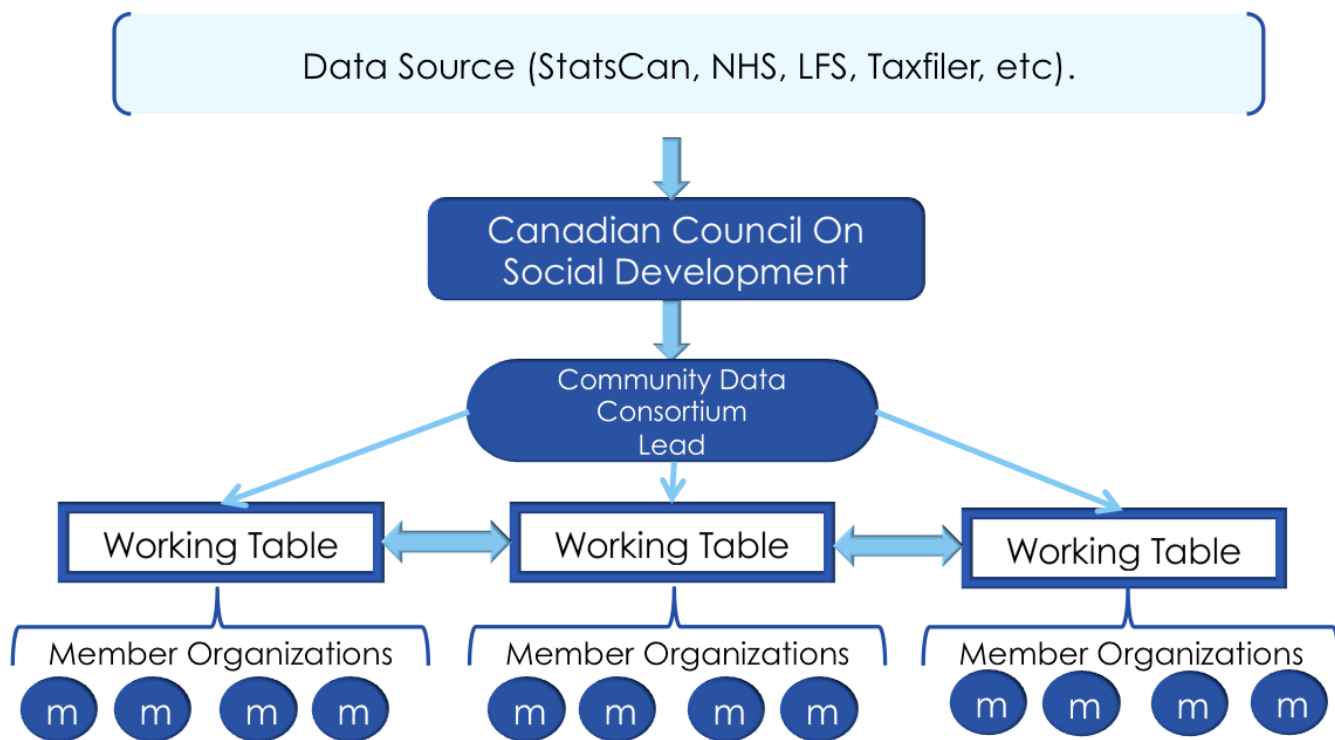 Data Source (StatsCan, NHS, LFS, Taxfiler, etc).
Canadian Council On
Social Development
Community Data
Consortium
Lead
Working Table
Working Table
Working Table
Member Organizations
Member Organizations
Member Organizations
m m m m
m m m m
m m m m